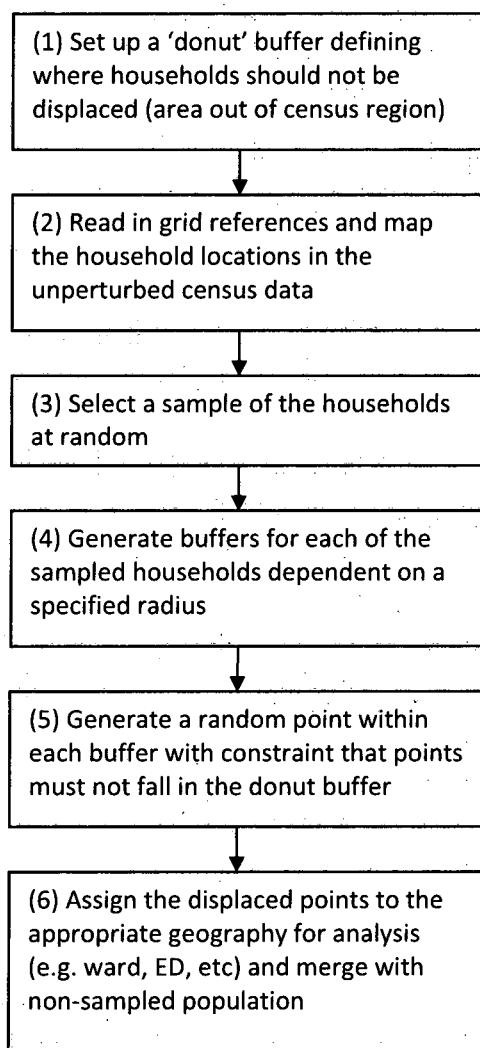 (1) Set up a ‘donut’ buffer defining
where households should not be
displaced (area out of census region)
(2) Read in grid references and map
the household locations in the
unperturbed census data
(3) Select a sample of the households
at random
(4) Generate buffers for each of the
sampled households dependent on a
specified radius
(5) Generate a random point within
each buffer with constraint that points
must not fall in the donut buffer
(6) Assign the displaced points to the
appropriate geography for analysis
(e.g. ward, ED, etc) and merge with
non-sampled population